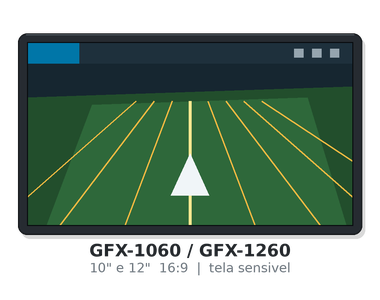 GFX-1060 / GFX-1260
10" e 12" 16:9 | tela sensivel